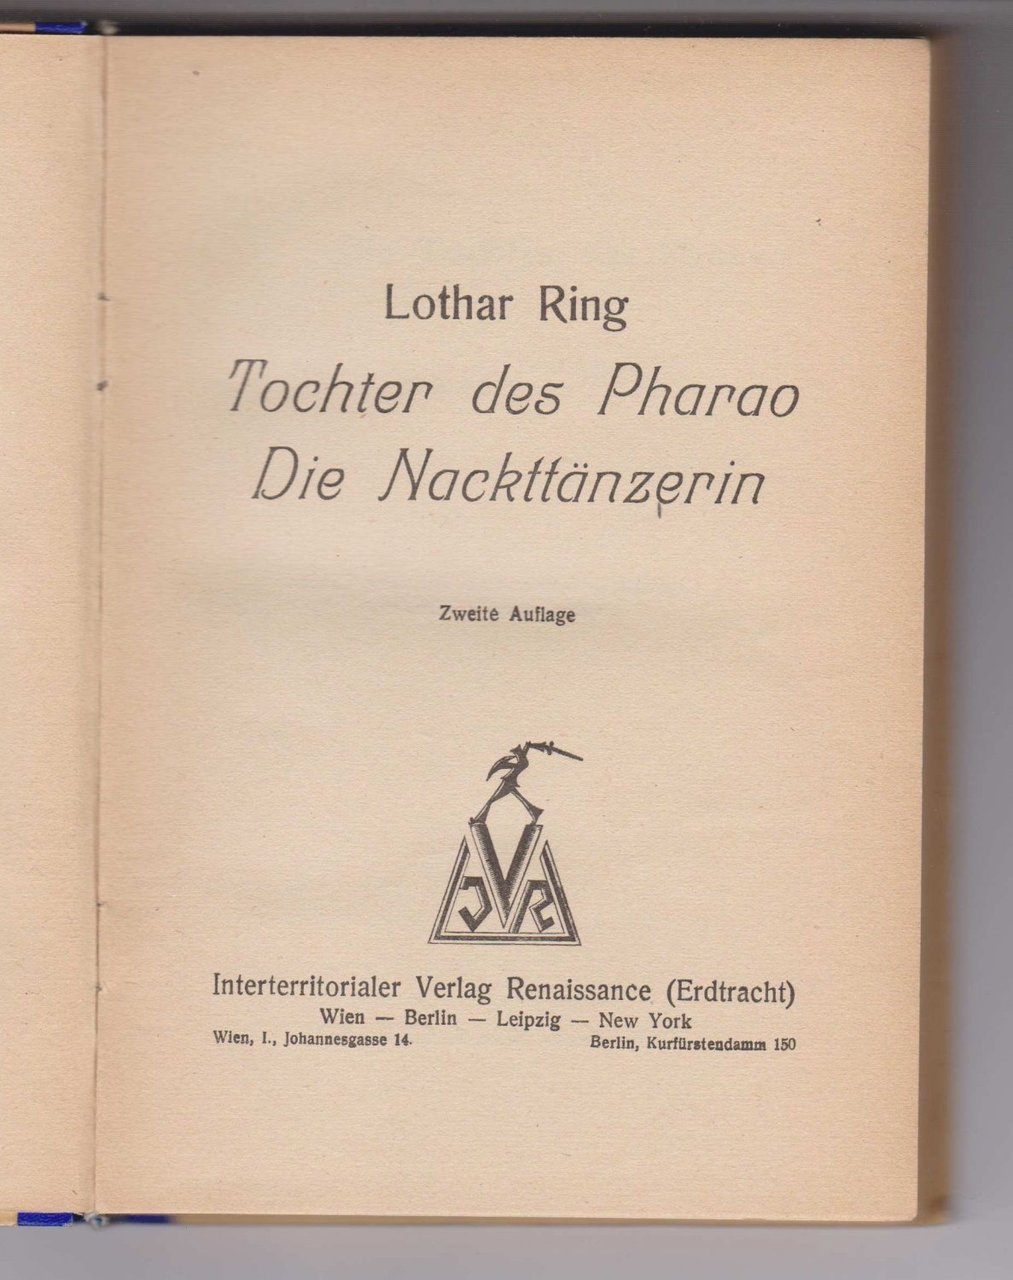 Lothar Ring
Tochter des Pharao
Die Nackttänzerin
Zweite Auflage
JVR
Interterritorialer Verlag Renaissance (Erdtracht)
Wien — Berlin — Leipzig — New York
Wien, I., Johannesgasse 14. Berlin, Kurfürstendamm 150